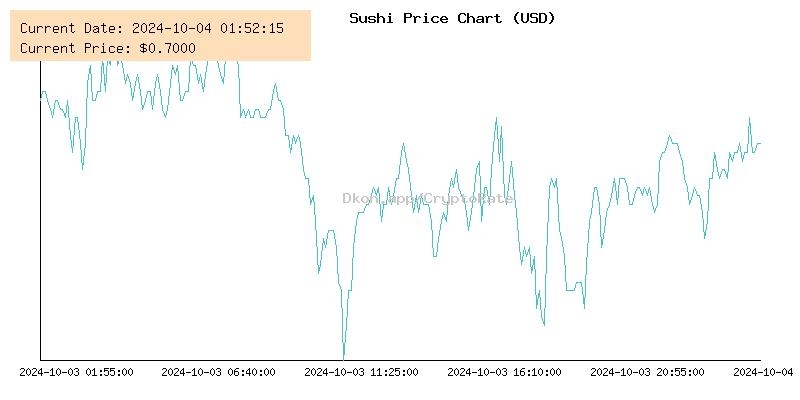 Sushi Price Chart (USD)
Current Date: 2024-10-04 01:52:15
Current Price: $0.7000
Dkon.app/CryptoRate
2024-10-03 01:55:00 2024-10-03 06:40:00 2024-10-03 11:25:00 2024-10-03 16:10:00 2024-10-03 20:55:00 2024-10-04